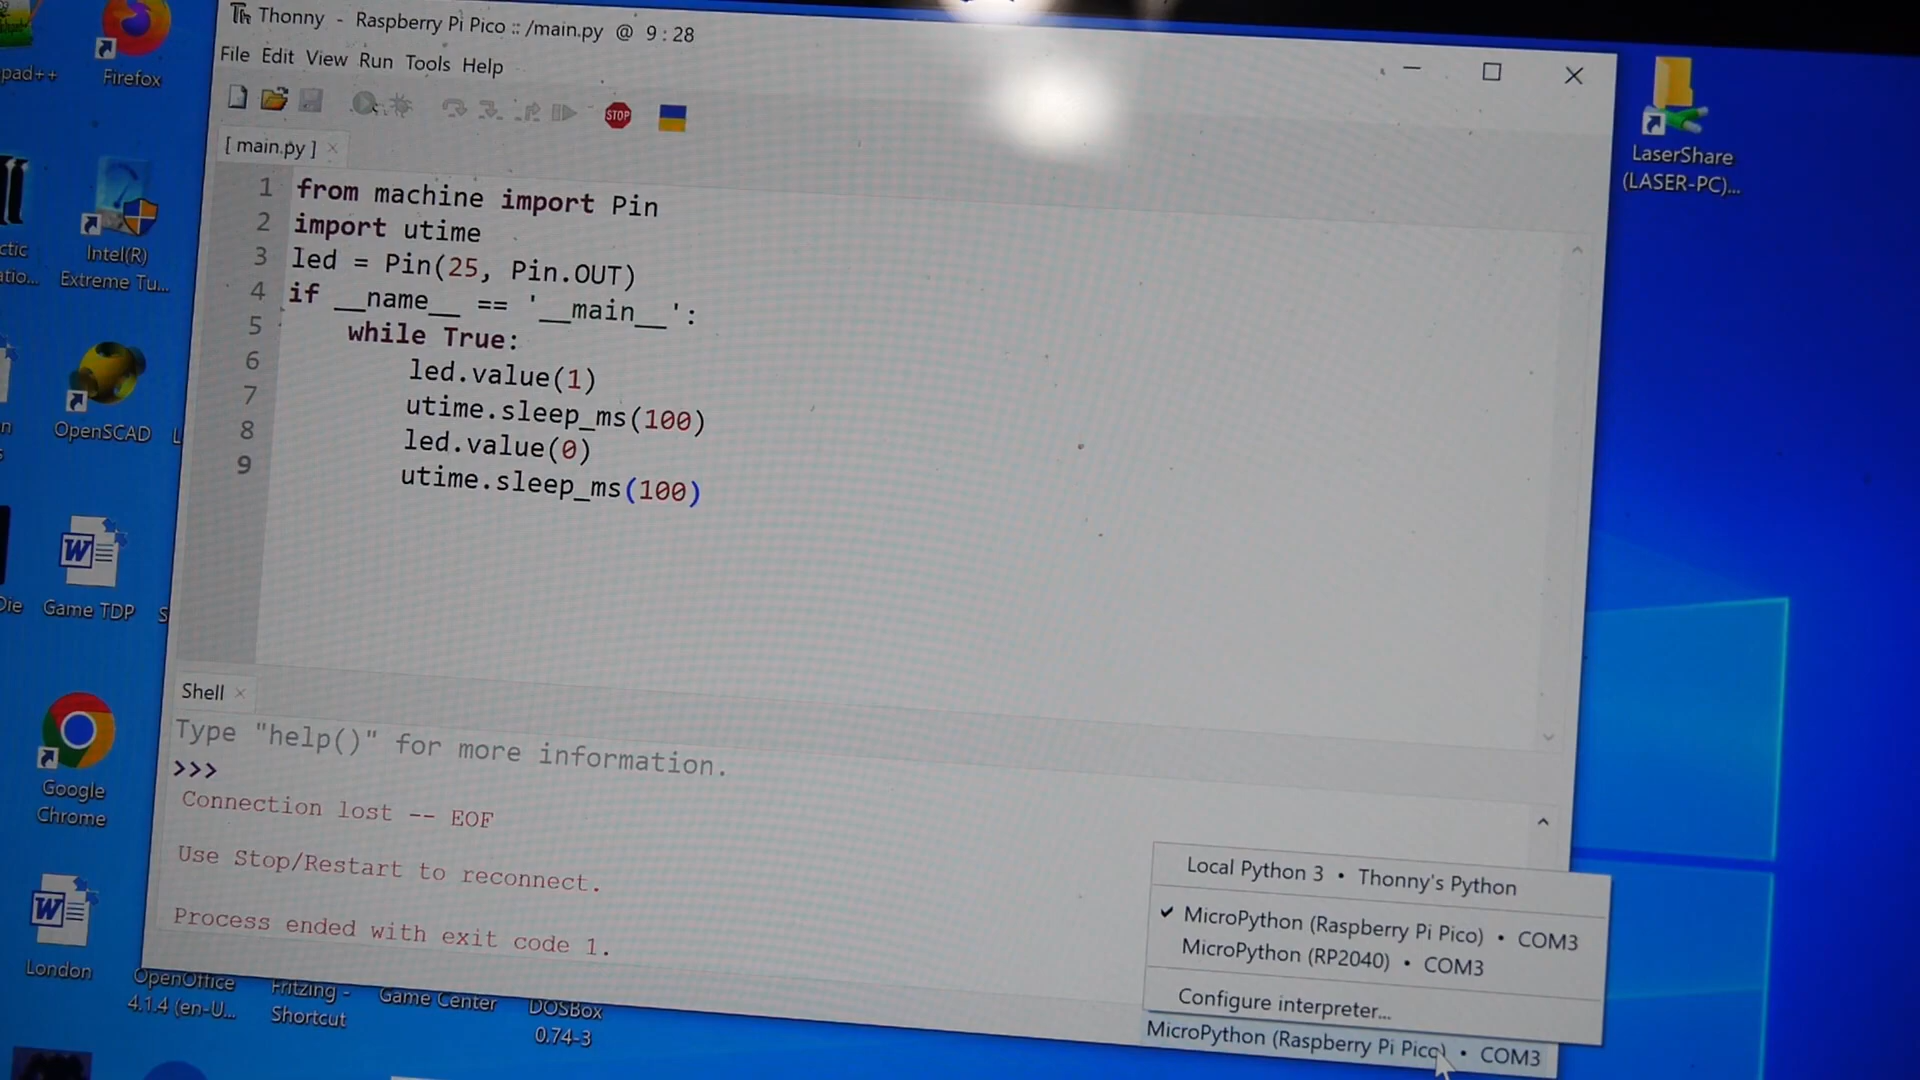 Thonny - Raspberry Pi Pico :: /main.py @ 9 : 28
File Edit View Run Tools Help
STOP
[ main.py ] ×
1 from machine import Pin
2 import utime
3 led = Pin(25, Pin.OUT)
4 if __name__ == '__main__':
5 while True:
6 led.value(1)
7 utime.sleep_ms(100)
8 led.value(0)
9 utime.sleep_ms(100)
Shell ×
Type "help()" for more information.
>>>
Connection lost -- EOF
Use Stop/Restart to reconnect.
Process ended with exit code 1.
Local Python 3 • Thonny's Python
✓ MicroPython (Raspberry Pi Pico) • COM3
MicroPython (RP2040) • COM3
Configure interpreter...
MicroPython (Raspberry Pi Pico) • COM3
pad++
Firefox
Intel(R)
Extreme Tu...
OpenSCAD
Game TDP
Google
Chrome
London
OpenOffice
4.1.4 (en-U...
Fritzing -
Shortcut
Game Center
DOSBox
0.74-3
LaserShare
(LASER-PC)...